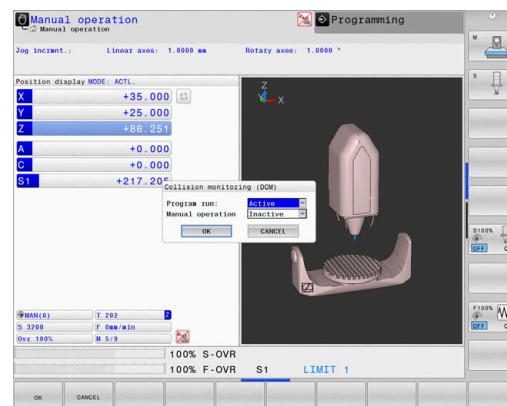 Manual operation
Manual operation
Programming
Jog incrmnt.: Linear axes: 1.0000 mm Rotary axes: 1.0000 °
Position display MODE: ACTL.
X +35.000
Y +25.000
Z +86.251
A +0.000
C +0.000
S1 +217.205
Z
Y
X
Collision monitoring (DCM)
Program run: Active
Manual operation Inactive
OK CANCEL
MAN(0) T 202 Z
S 3200 F 0mm/min
Ovr 100% M 5/9
100% S-OVR
100% F-OVR S1 LIMIT 1
OK CANCEL
M
S
S100%
OFF
F100%
OFF